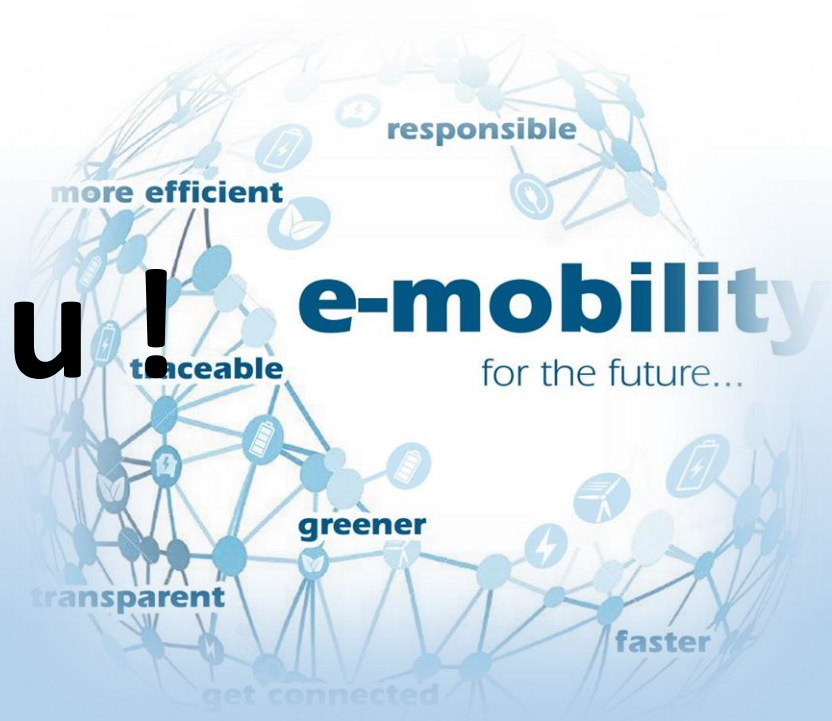 responsible
more efficient
e-mobility
u !
traceable
for the future...
greener
transparent
faster
get connected